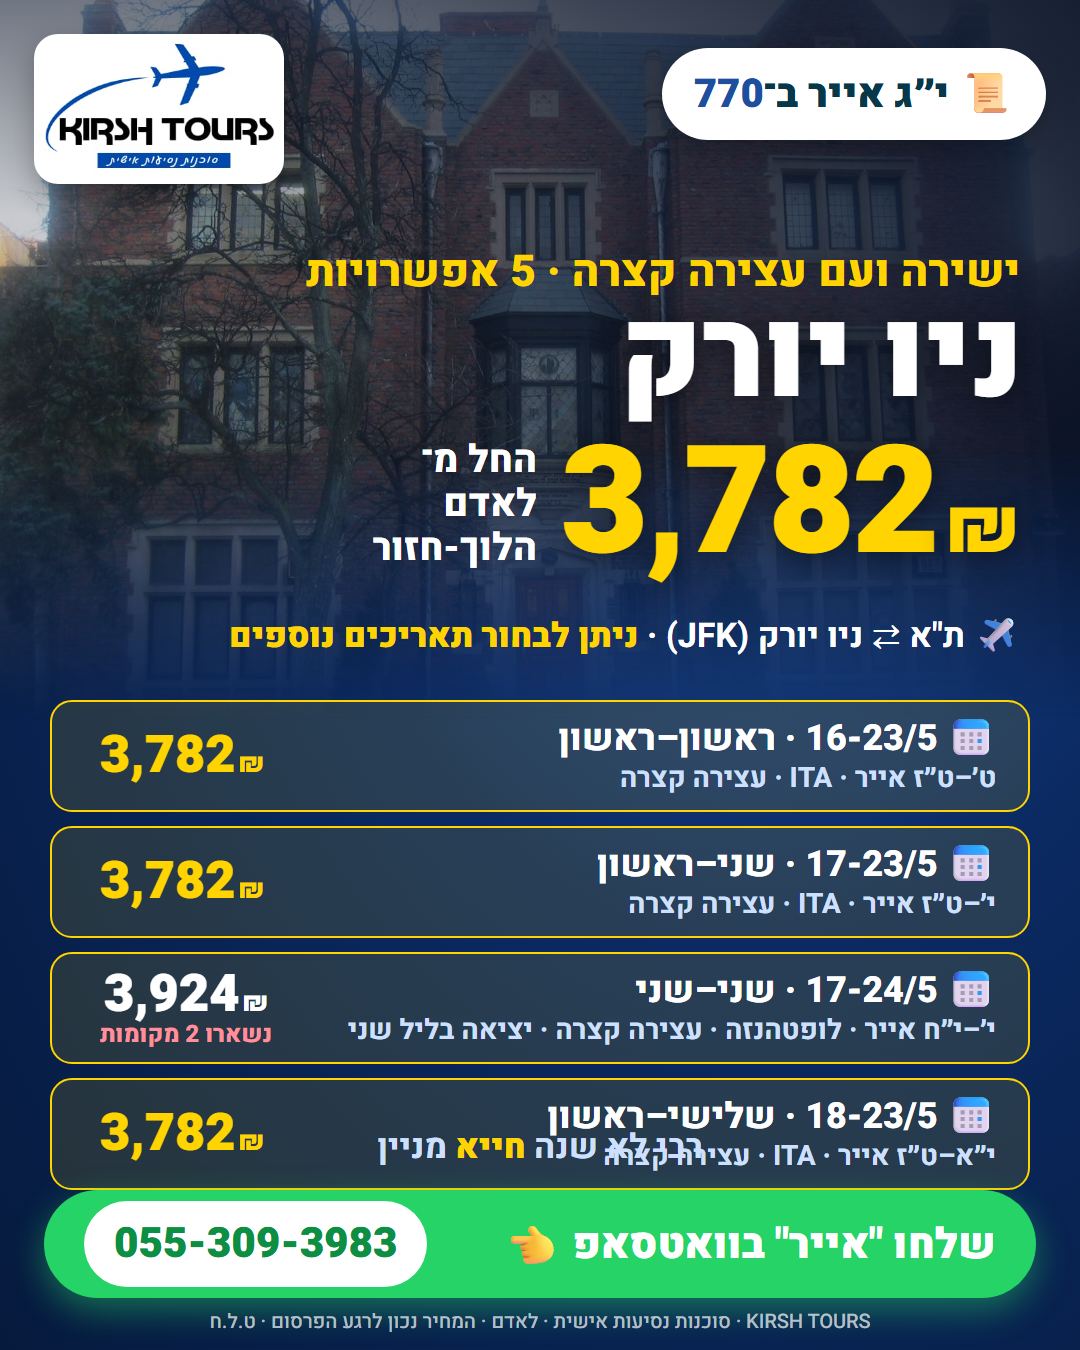 KIRSH TOURS
סוכנות נסיעות אישית
י״ג אייר ב־770
ישירה ועם עצירה קצרה · 5 אפשרויות
ניו יורק
₪3,782
החל מ־
לאדם
הלוך-חזור
ת"א ⇄ ניו יורק (JFK) · ניתן לבחור תאריכים נוספים
16-23/5 · ראשון–ראשון
ט׳–ט״ז אייר · ITA · עצירה קצרה
₪3,782
17-23/5 · שני–ראשון
י׳–ט״ז אייר · ITA · עצירה קצרה
₪3,782
17-24/5 · שני–שני
י׳–י״ח אייר · לופטהנזה · עצירה קצרה · יציאה בליל שני
₪3,924
נשארו 2 מקומות
18-23/5 · שלישי–ראשון
י״א–ט״ז אייר · ITA · עצירה קצרה
₪3,782
לא שנה חייא מניין
שלחו "אייר" בוואטסאפ
055-309-3983
KIRSH TOURS · סוכנות נסיעות אישית · לאדם · המחיר נכון לרגע הפרסום · ט.ל.ח